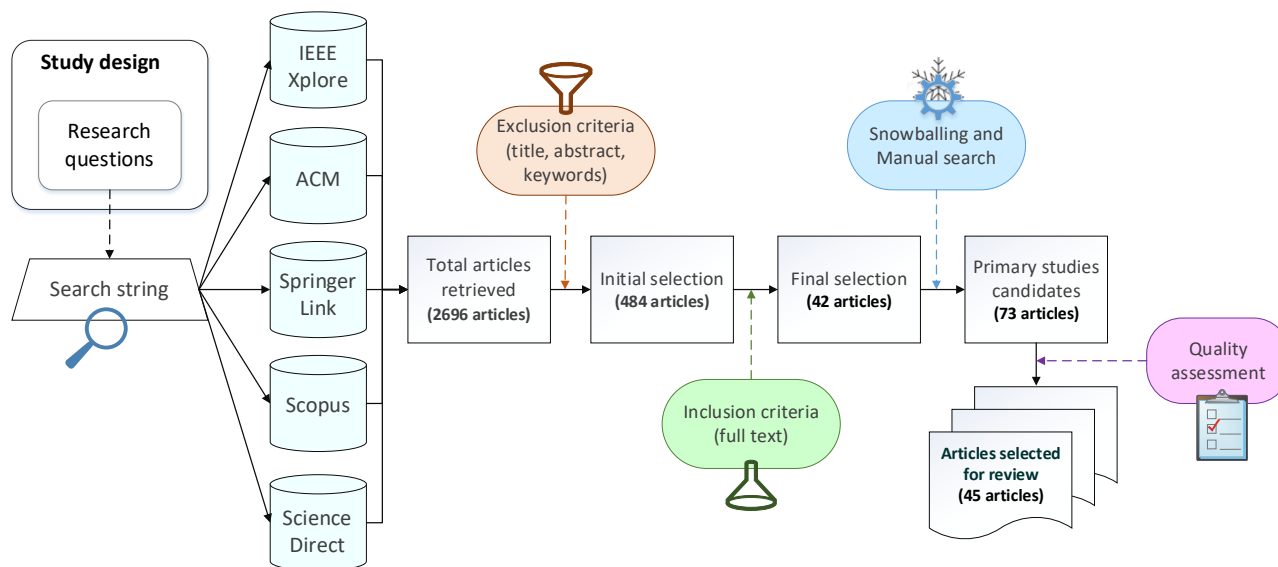 Study design
Research
questions
Search string
IEEE
Xplore
ACM
Springer
Link
Scopus
Science
Direct
Total articles
retrieved
(2696 articles)
Exclusion criteria
(title, abstract,
keywords)
Initial selection
(484 articles)
Inclusion criteria
(full text)
Final selection
(42 articles)
Snowballing and
Manual search
Primary studies
candidates
(73 articles)
Quality
assessment
Articles selected
for review
(45 articles)